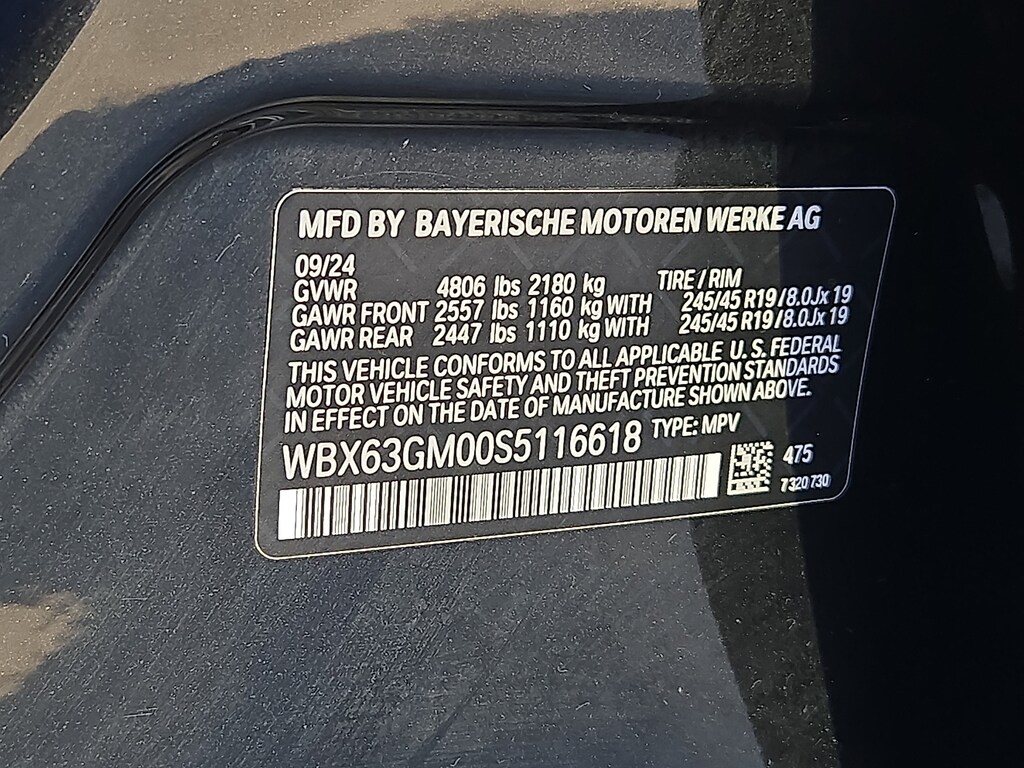 MFD BY BAYERISCHE MOTOREN WERKE AG
09/24
GVWR 4806 lbs 2180 kg TIRE / RIM
GAWR FRONT 2557 lbs 1160 kg WITH 245/45 R19 / 8.0Jx 19
GAWR REAR 2447 lbs 1110 kg WITH 245/45 R19 / 8.0Jx 19
THIS VEHICLE CONFORMS TO ALL APPLICABLE U. S. FEDERAL
MOTOR VEHICLE SAFETY AND THEFT PREVENTION STANDARDS
IN EFFECT ON THE DATE OF MANUFACTURE SHOWN ABOVE.
WBX63GM00S5116618 TYPE: MPV
475
7320730